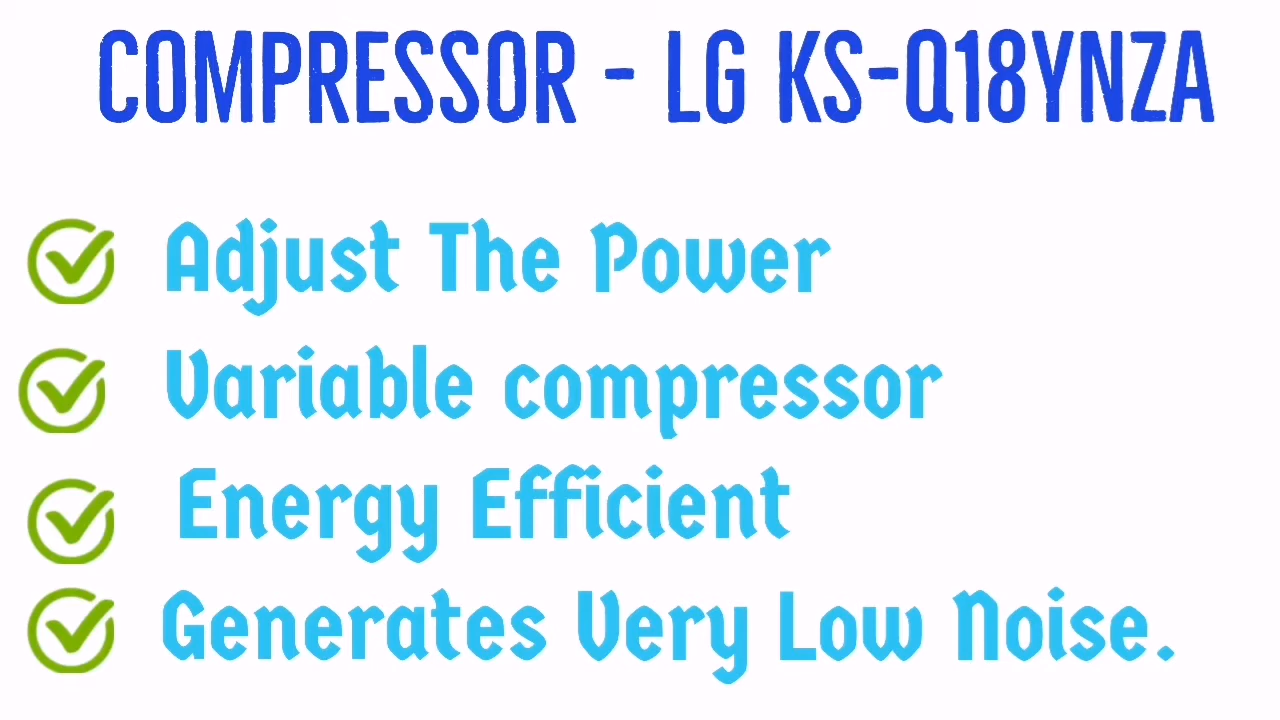 COMPRESSOR - LG KS-Q18YNZA
Adjust The Power
Variable compressor
Energy Efficient
Generates Very Low Noise.